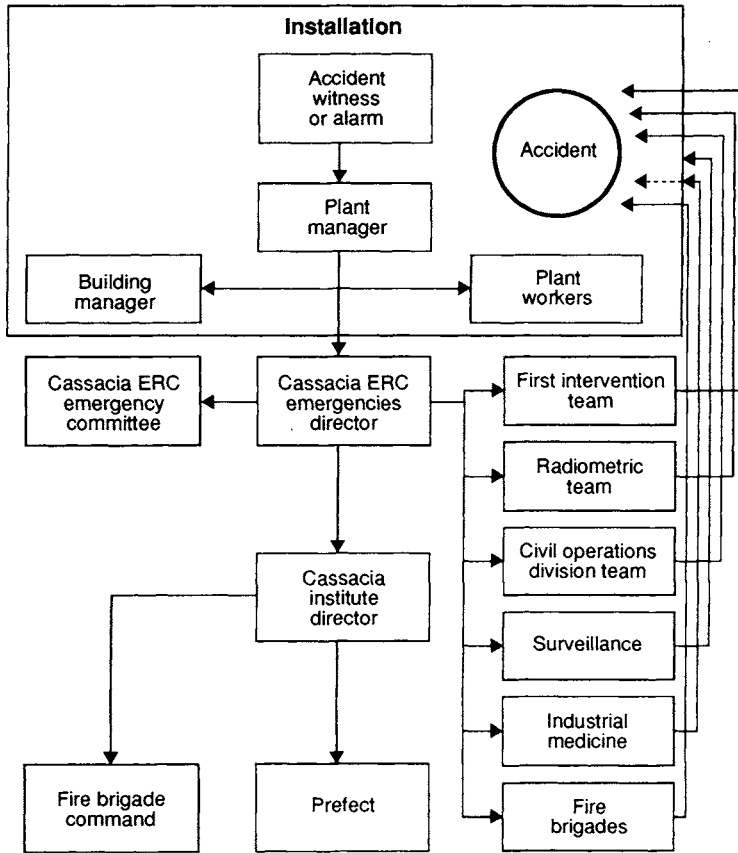 Installation
Accident
witness
or alarm
Accident
Plant
manager
Building
manager
Plant
workers
Cassacia ERC
emergency
committee
Cassacia ERC
emergencies
director
First intervention
team
Radiometric
team
Civil operations
division team
Cassacia
institute
director
Surveillance
Industrial
medicine
Fire brigade
command
Prefect
Fire
brigades